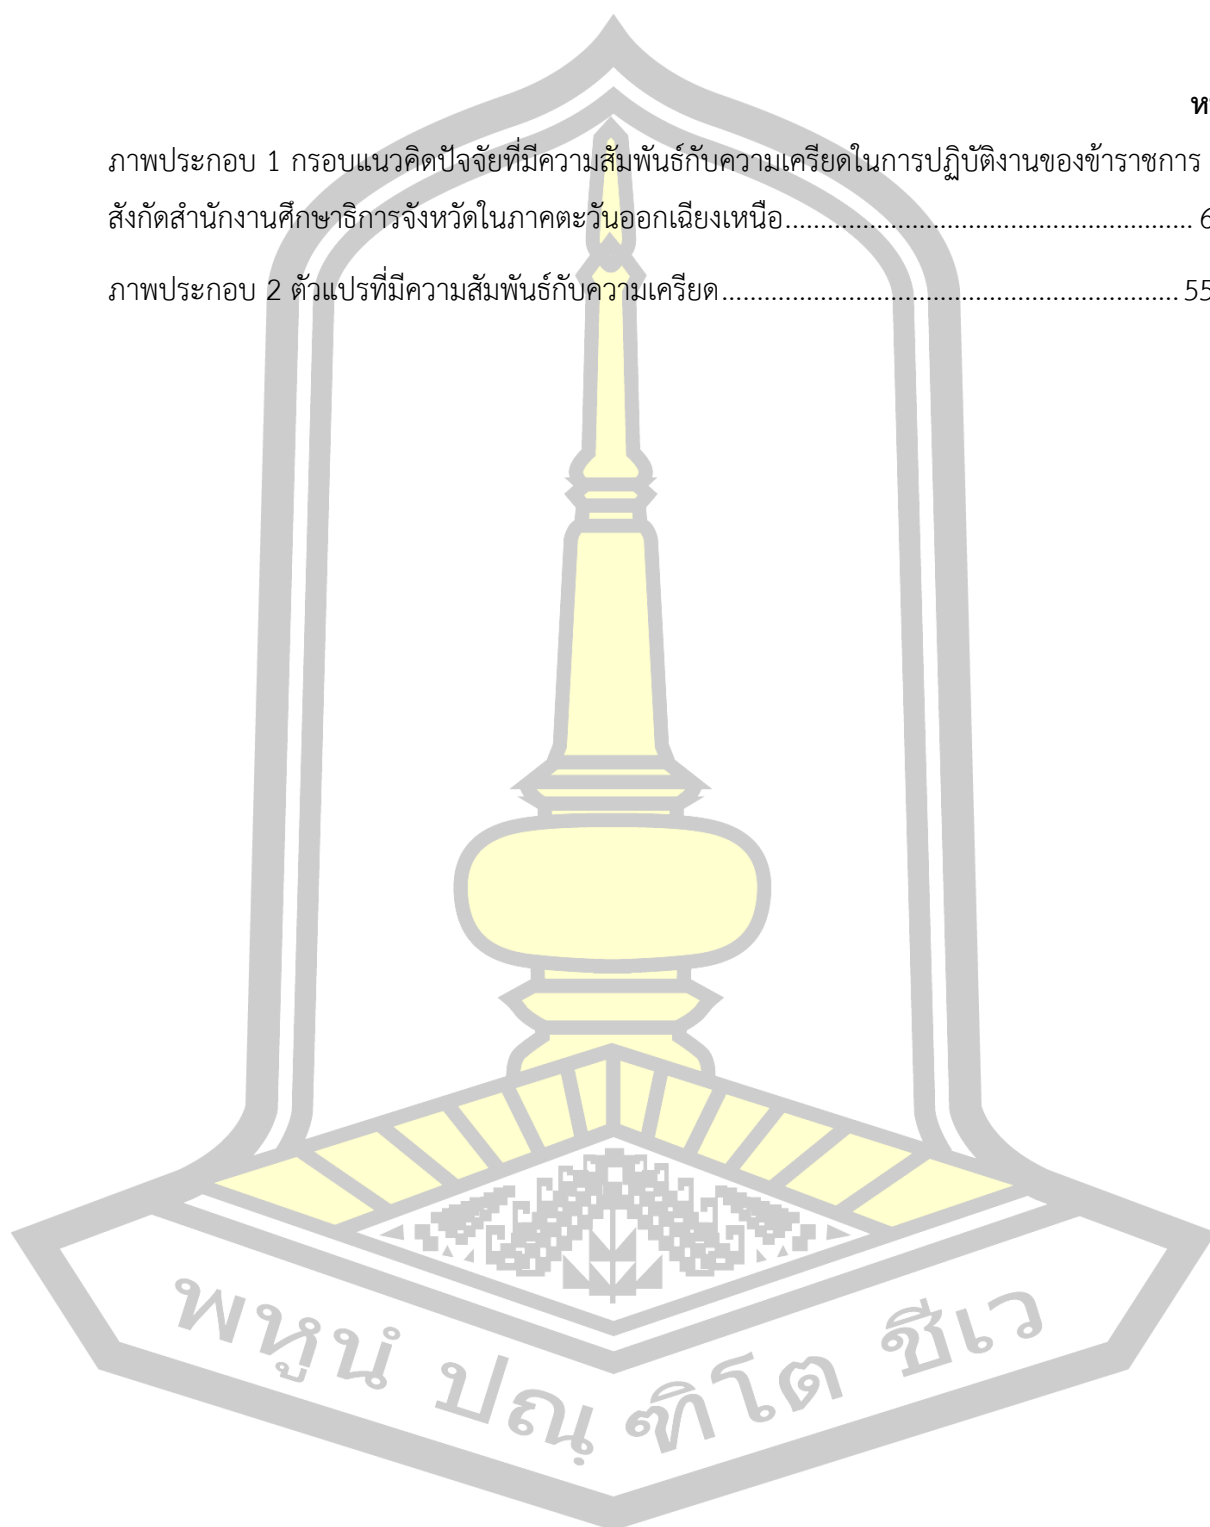 ภาพประกอบ 1 กรอบแนวคิดปัจจัยที่มีความสัมพันธ์กับความเครียดในการปฏิบัติงานของข้าราชการ
สังกัดสำนักงานศึกษาธิการจังหวัดในภาคตะวันออกเฉียงเหนือ.......................................................... 6
ภาพประกอบ 2 ตัวแปรที่มีความสัมพันธ์กับความเครียด................................................................. 55
พหูนํ ปณฺฑิโต ชีเว